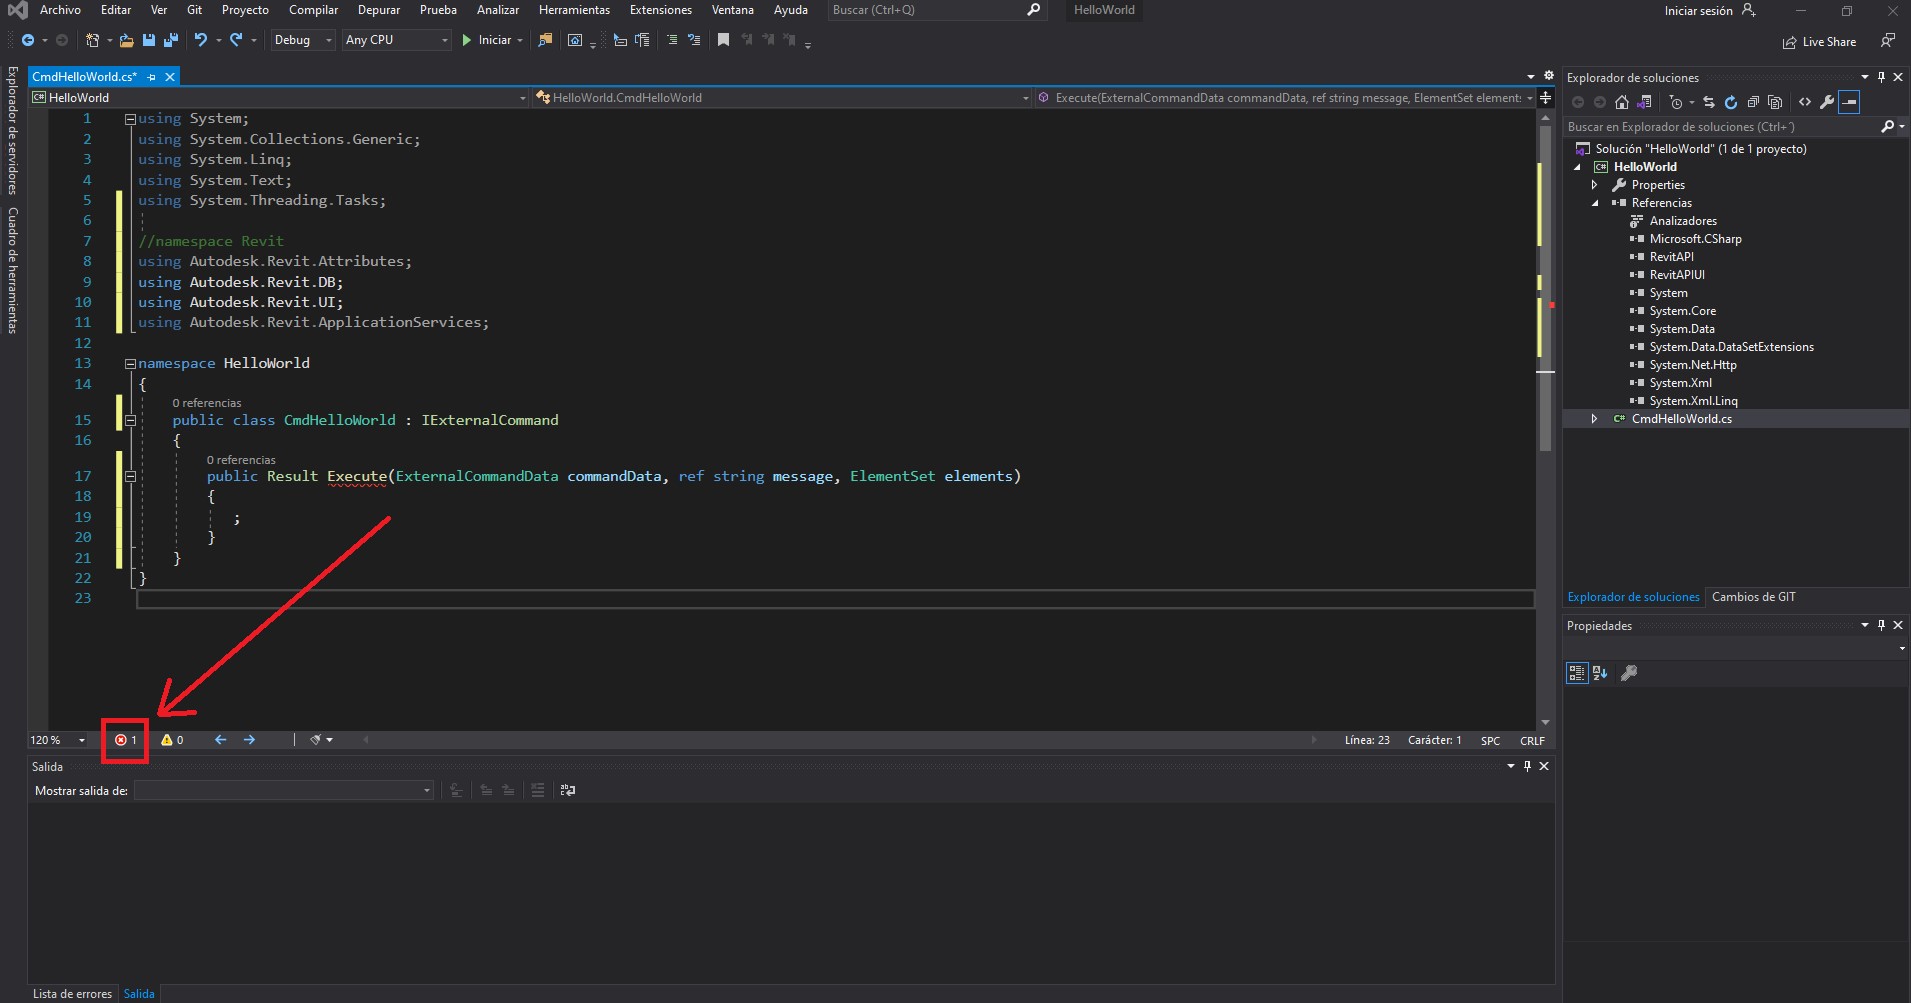 Archivo Editar Ver Git Proyecto Compilar Depurar Prueba Analizar Herramientas Extensiones Ventana Ayuda Buscar (Ctrl+Q) HelloWorld Iniciar sesión
Debug Any CPU Iniciar Live Share
Explorador de servidores
Cuadro de herramientas
CmdHelloWorld.cs*
C# HelloWorld HelloWorld.CmdHelloWorld Execute(ExternalCommandData commandData, ref string message, ElementSet elements
1 using System;
2 using System.Collections.Generic;
3 using System.Linq;
4 using System.Text;
5 using System.Threading.Tasks;
6
7 //namespace Revit
8 using Autodesk.Revit.Attributes;
9 using Autodesk.Revit.DB;
10 using Autodesk.Revit.UI;
11 using Autodesk.Revit.ApplicationServices;
12
13 namespace HelloWorld
14 {
0 referencias
15 public class CmdHelloWorld : IExternalCommand
16 {
0 referencias
17 public Result Execute(ExternalCommandData commandData, ref string message, ElementSet elements)
18 {
19 ;
20 }
21 }
22 }
23
120 % 1 0 Línea: 23 Carácter: 1 SPC CRLF
Salida
Mostrar salida de:
Lista de errores Salida
Explorador de soluciones
Buscar en Explorador de soluciones (Ctrl+´)
Solución "HelloWorld" (1 de 1 proyecto)
C# HelloWorld
Properties
Referencias
Analizadores
Microsoft.CSharp
RevitAPI
RevitAPIUI
System
System.Core
System.Data
System.Data.DataSetExtensions
System.Net.Http
System.Xml
System.Xml.Linq
C# CmdHelloWorld.cs
Explorador de soluciones Cambios de GIT
Propiedades